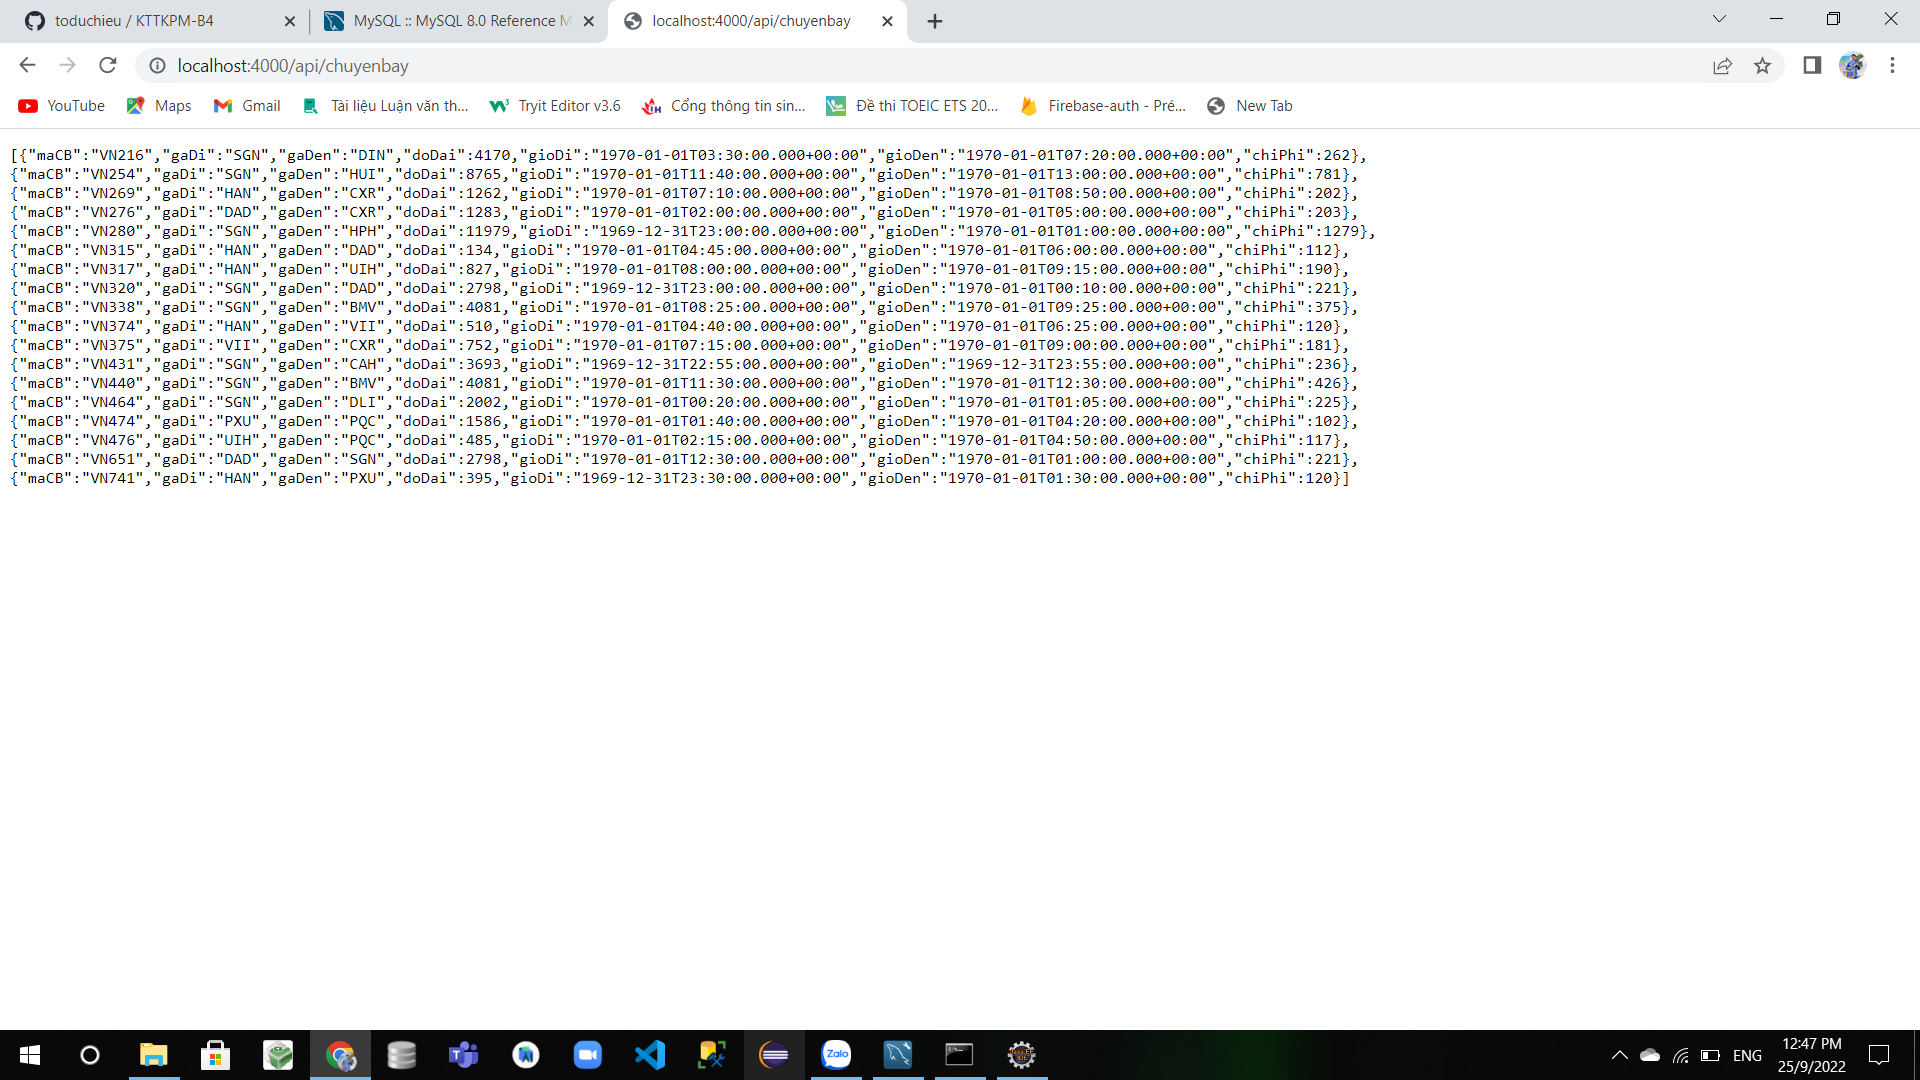 toduchieu / KTTKPM-B4
MySQL :: MySQL 8.0 Reference M
localhost:4000/api/chuyenbay
localhost:4000/api/chuyenbay
YouTube
Maps
Gmail
Tài liệu Luận văn th...
Tryit Editor v3.6
Cổng thông tin sin...
Đề thi TOEIC ETS 20...
Firebase-auth - Pré...
New Tab
[{"maCB":"VN216","gaDi":"SGN","gaDen":"DIN","doDai":4170,"gioDi":"1970-01-01T03:30:00.000+00:00","gioDen":"1970-01-01T07:20:00.000+00:00","chiPhi":262},
{"maCB":"VN254","gaDi":"SGN","gaDen":"HUI","doDai":8765,"gioDi":"1970-01-01T11:40:00.000+00:00","gioDen":"1970-01-01T13:00:00.000+00:00","chiPhi":781},
{"maCB":"VN269","gaDi":"HAN","gaDen":"CXR","doDai":1262,"gioDi":"1970-01-01T07:10:00.000+00:00","gioDen":"1970-01-01T08:50:00.000+00:00","chiPhi":202},
{"maCB":"VN276","gaDi":"DAD","gaDen":"CXR","doDai":1283,"gioDi":"1970-01-01T02:00:00.000+00:00","gioDen":"1970-01-01T05:00:00.000+00:00","chiPhi":203},
{"maCB":"VN280","gaDi":"SGN","gaDen":"HPH","doDai":11979,"gioDi":"1969-12-31T23:00:00.000+00:00","gioDen":"1970-01-01T01:00:00.000+00:00","chiPhi":1279},
{"maCB":"VN315","gaDi":"HAN","gaDen":"DAD","doDai":134,"gioDi":"1970-01-01T04:45:00.000+00:00","gioDen":"1970-01-01T06:00:00.000+00:00","chiPhi":112},
{"maCB":"VN317","gaDi":"HAN","gaDen":"UIH","doDai":827,"gioDi":"1970-01-01T08:00:00.000+00:00","gioDen":"1970-01-01T09:15:00.000+00:00","chiPhi":190},
{"maCB":"VN320","gaDi":"SGN","gaDen":"DAD","doDai":2798,"gioDi":"1969-12-31T23:00:00.000+00:00","gioDen":"1970-01-01T00:10:00.000+00:00","chiPhi":221},
{"maCB":"VN338","gaDi":"SGN","gaDen":"BMV","doDai":4081,"gioDi":"1970-01-01T08:25:00.000+00:00","gioDen":"1970-01-01T09:25:00.000+00:00","chiPhi":375},
{"maCB":"VN374","gaDi":"HAN","gaDen":"VII","doDai":510,"gioDi":"1970-01-01T04:40:00.000+00:00","gioDen":"1970-01-01T06:25:00.000+00:00","chiPhi":120},
{"maCB":"VN375","gaDi":"VII","gaDen":"CXR","doDai":752,"gioDi":"1970-01-01T07:15:00.000+00:00","gioDen":"1970-01-01T09:00:00.000+00:00","chiPhi":181},
{"maCB":"VN431","gaDi":"SGN","gaDen":"CAH","doDai":3693,"gioDi":"1969-12-31T22:55:00.000+00:00","gioDen":"1969-12-31T23:55:00.000+00:00","chiPhi":236},
{"maCB":"VN440","gaDi":"SGN","gaDen":"BMV","doDai":4081,"gioDi":"1970-01-01T11:30:00.000+00:00","gioDen":"1970-01-01T12:30:00.000+00:00","chiPhi":426},
{"maCB":"VN464","gaDi":"SGN","gaDen":"DLI","doDai":2002,"gioDi":"1970-01-01T00:20:00.000+00:00","gioDen":"1970-01-01T01:05:00.000+00:00","chiPhi":225},
{"maCB":"VN474","gaDi":"PXU","gaDen":"PQC","doDai":1586,"gioDi":"1970-01-01T01:40:00.000+00:00","gioDen":"1970-01-01T04:20:00.000+00:00","chiPhi":102},
{"maCB":"VN476","gaDi":"UIH","gaDen":"PQC","doDai":485,"gioDi":"1970-01-01T02:15:00.000+00:00","gioDen":"1970-01-01T04:50:00.000+00:00","chiPhi":117},
{"maCB":"VN651","gaDi":"DAD","gaDen":"SGN","doDai":2798,"gioDi":"1970-01-01T12:30:00.000+00:00","gioDen":"1970-01-01T01:00:00.000+00:00","chiPhi":221},
{"maCB":"VN741","gaDi":"HAN","gaDen":"PXU","doDai":395,"gioDi":"1969-12-31T23:30:00.000+00:00","gioDen":"1970-01-01T01:30:00.000+00:00","chiPhi":120}]
Zalo
ENG
12:47 PM
25/9/2022